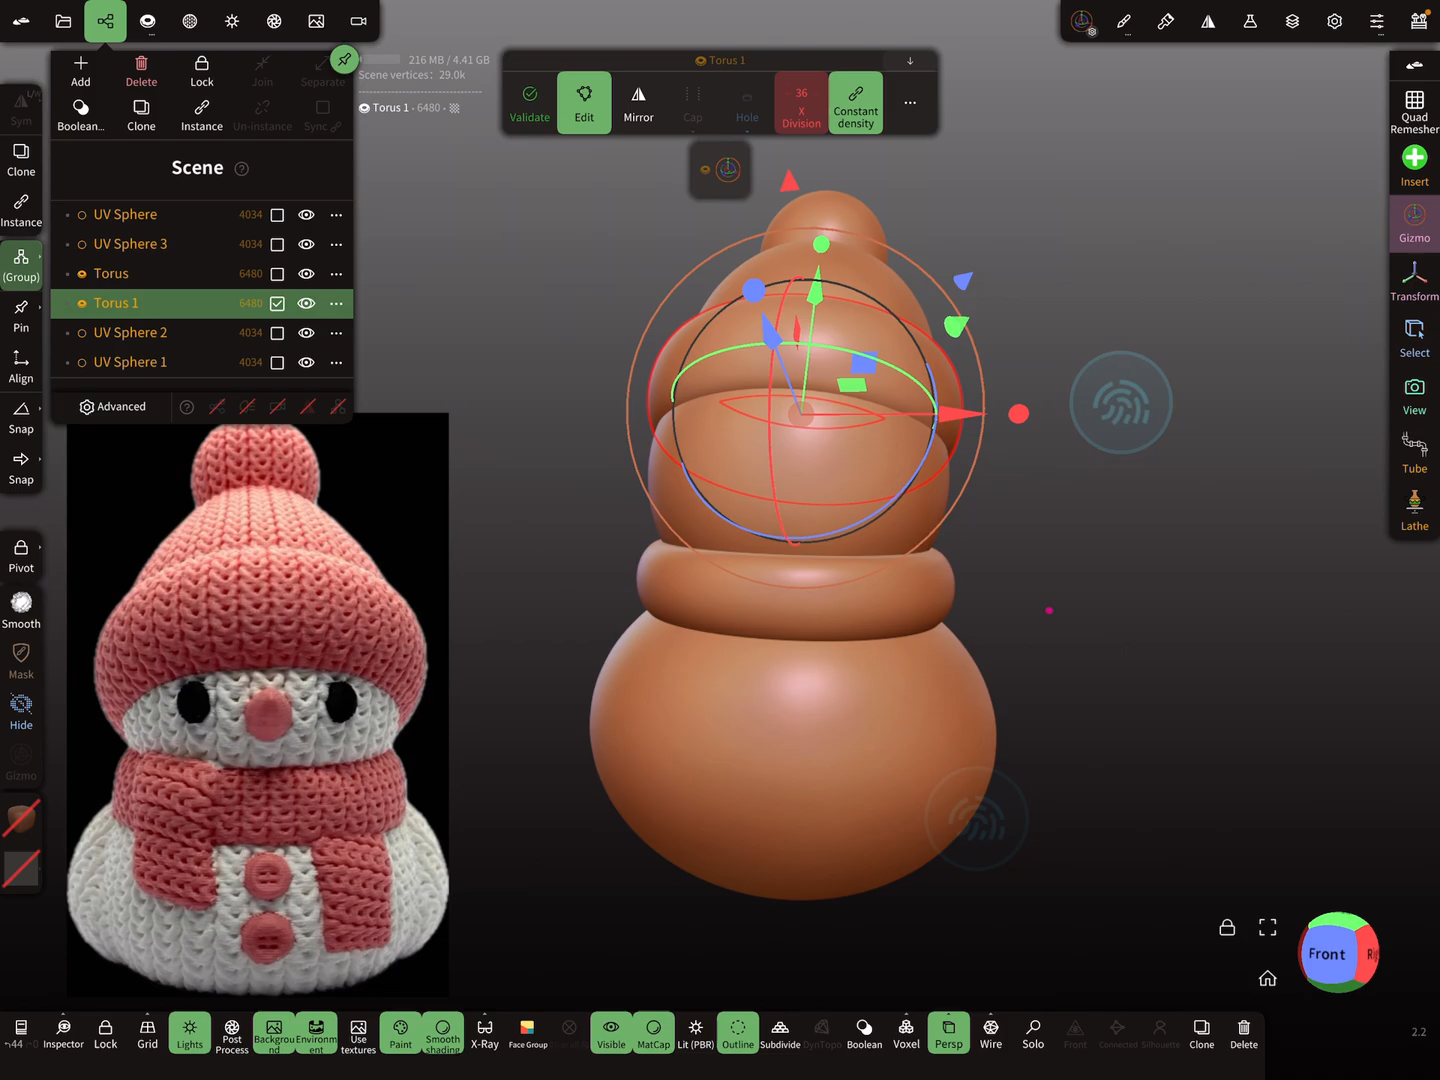 216 MB / 4.41 GB
Scene vertices: 29.0k
Torus 1 • 6480 •
Torus 1
Add
Delete
Lock
Join
Separate
Boolean...
Clone
Instance
Un-instance
Sync
Scene
UV Sphere 4034
UV Sphere 3 4034
Torus 6480
Torus 1 6480
UV Sphere 2 4034
UV Sphere 1 4034
Advanced
Validate
Edit
Mirror
Cap
Hole
36
X
Division
Constant
density
Sym
Clone
Instance
(Group)
Pin
Align
Snap
Snap
Pivot
Smooth
Mask
Hide
Gizmo
Quad
Remesher
Insert
Gizmo
Transform
Select
View
Tube
Lathe
Front
2.2
Inspector
Lock
Grid
Lights
Post
Process
Backgrou
nd
Environm
ent
Use
textures
Paint
Smooth
shading
X-Ray
Face Group
Visible
MatCap
Lit (PBR)
Outline
Subdivide
DynTopo
Boolean
Voxel
Persp
Wire
Solo
Front
Connected
Silhouette
Clone
Delete